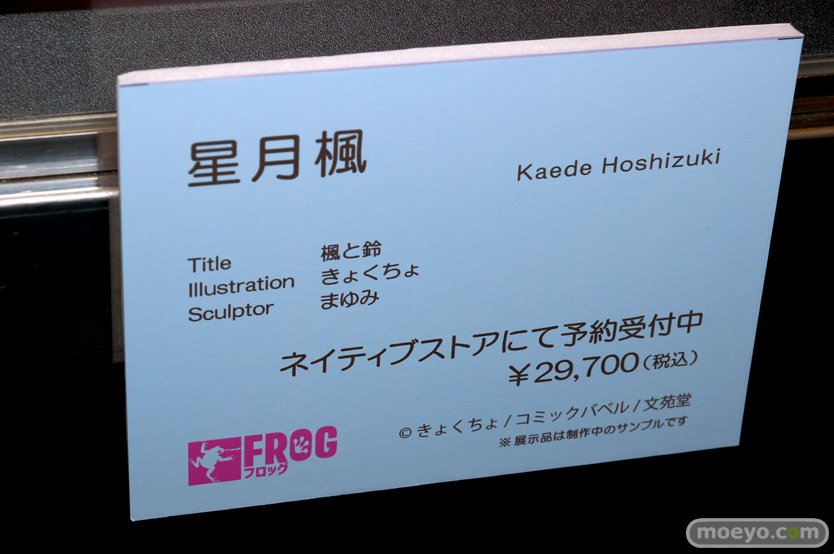 星月楓
Kaede Hoshizuki
Title 楓と鈴
Illustration きょくちょ
Sculptor まゆみ
ネイティブストアにて予約受付中
￥29,700（税込）
©きょくちょ/コミックバベル/文苑堂
※展示品は制作中のサンプルです
FROG
フロッグ
moeyo.com